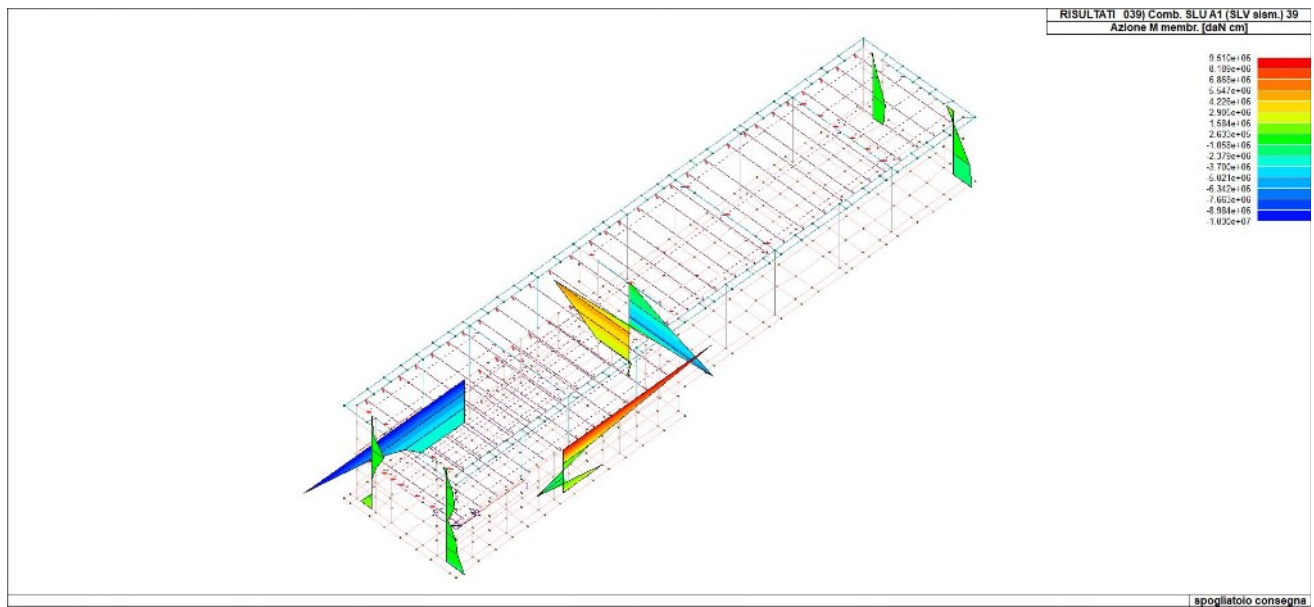 RISULTATI 039) Comb. SLU A1 (SLV sism.) 39
Azione M membr. [daN cm]
9.510e+06
8.189e+06
6.868e+06
5.547e+06
4.226e+06
2.905e+06
1.584e+06
2.633e+05
-1.058e+06
-2.379e+06
-3.700e+06
-5.021e+06
-6.342e+06
-7.663e+06
-8.984e+06
-1.030e+07
spogliatoio consegna